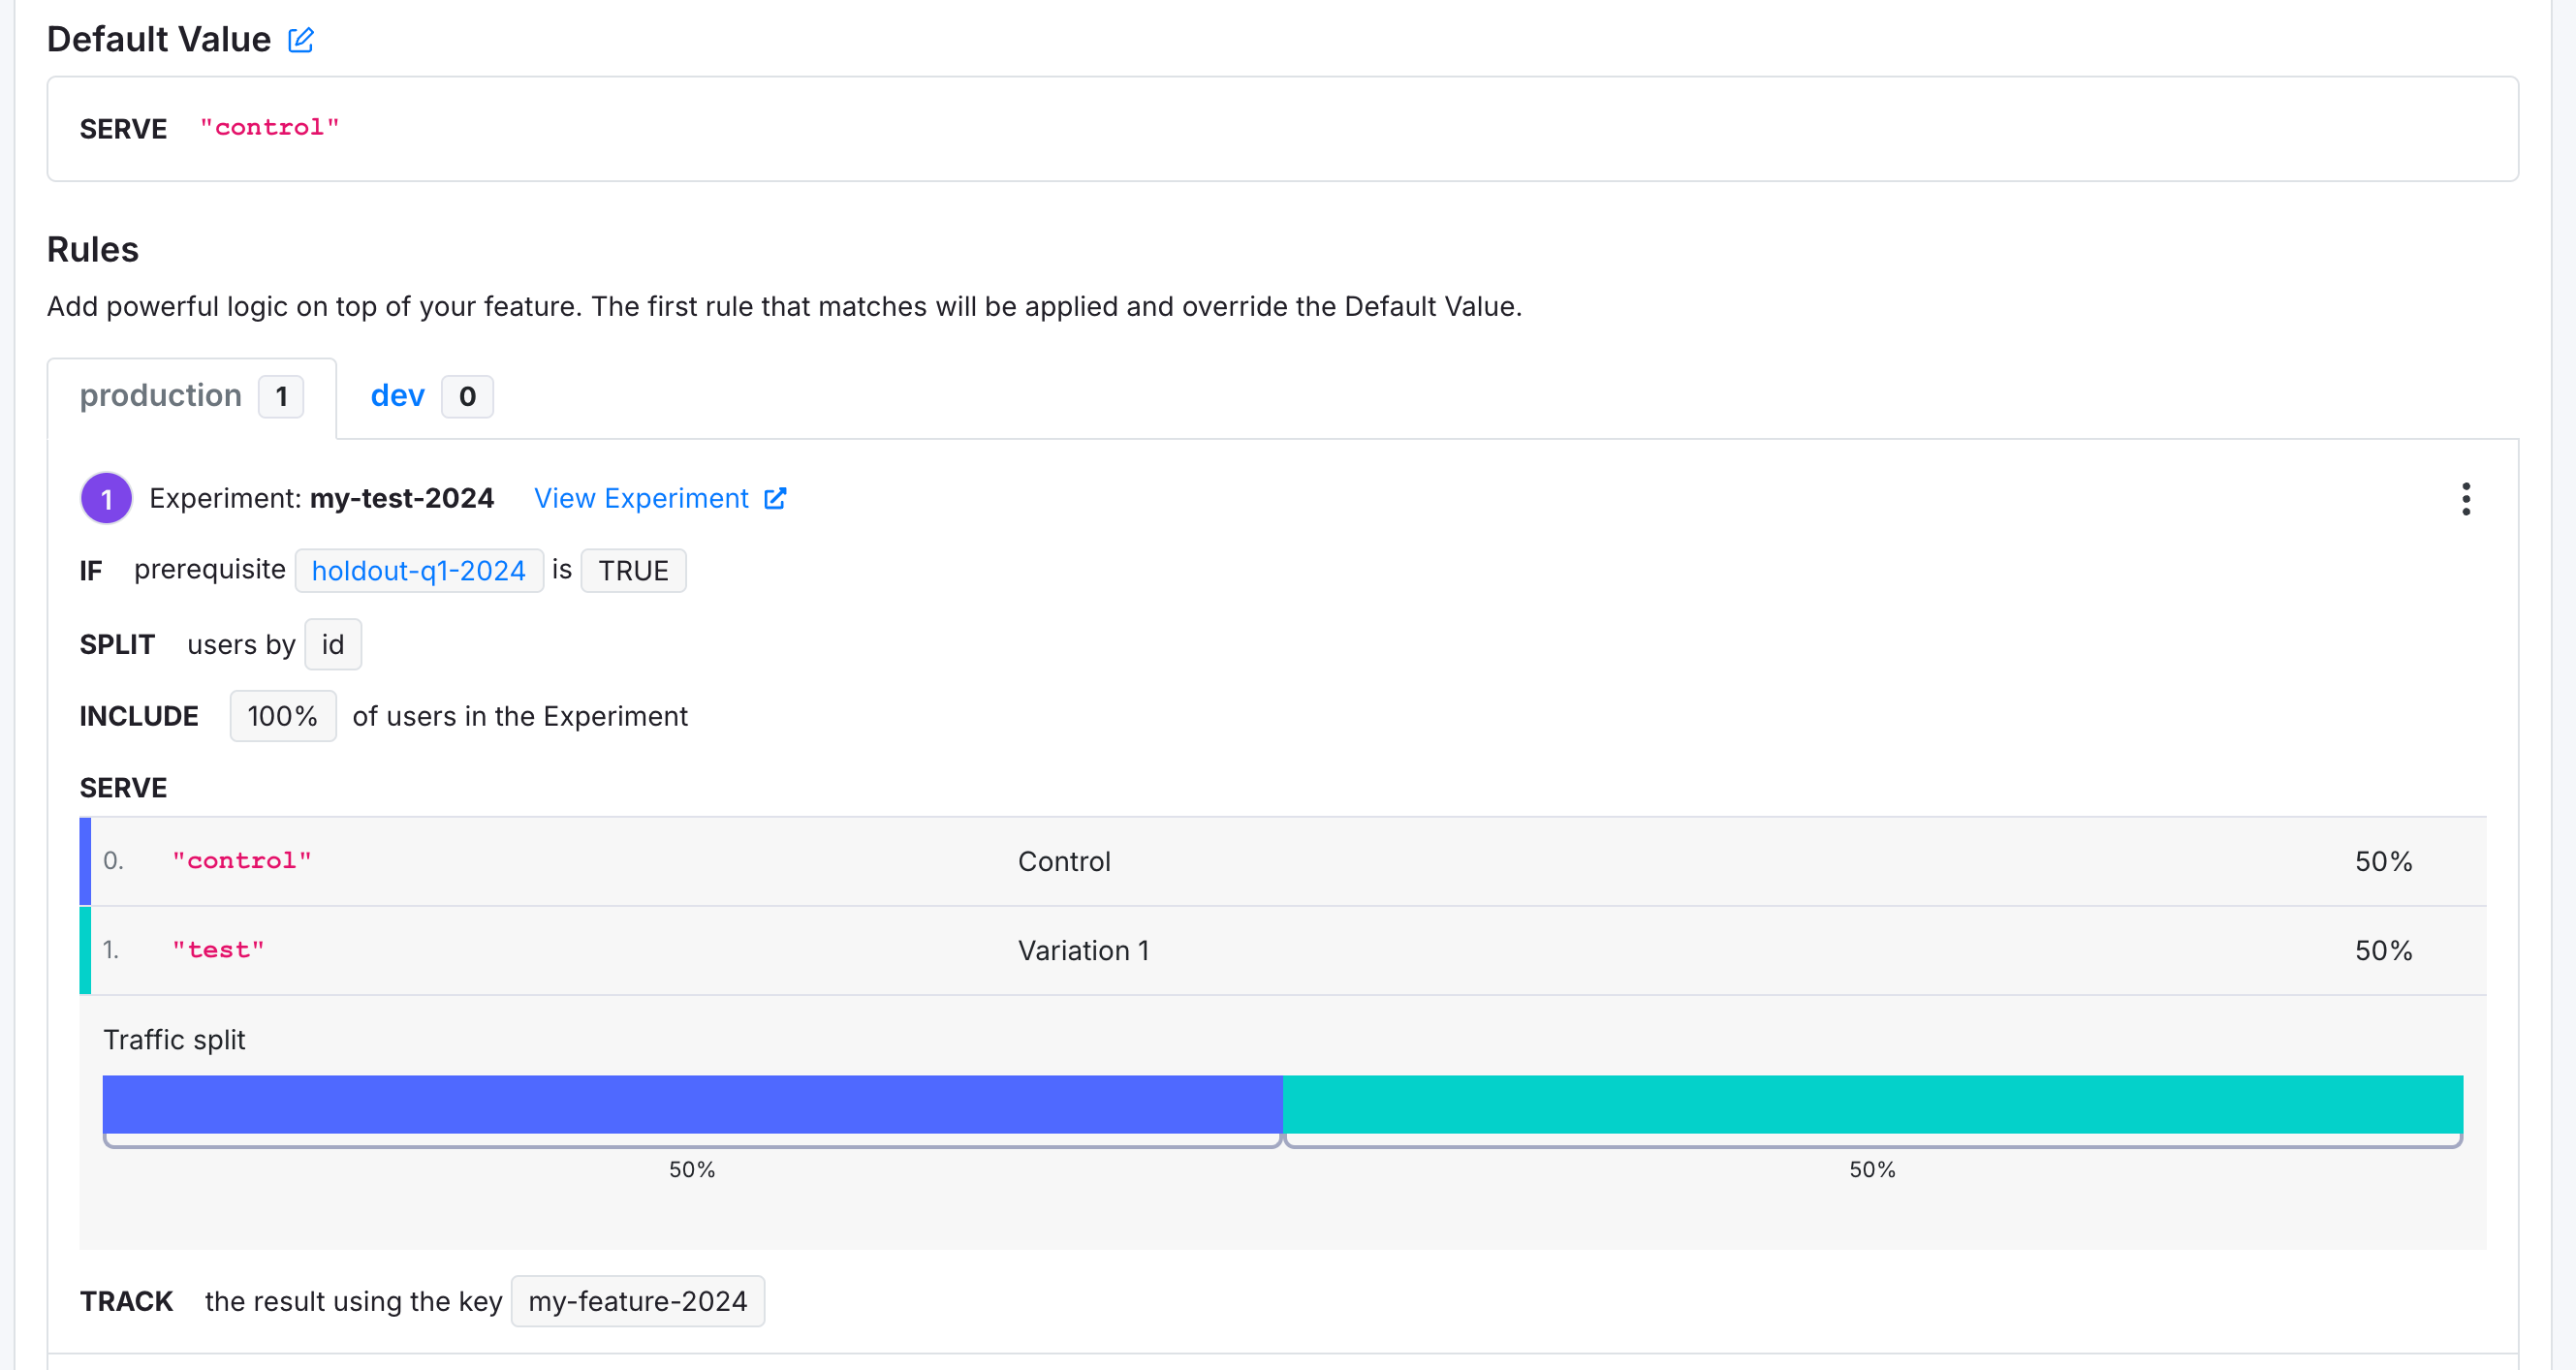 Default Value
SERVE "control"
Rules
Add powerful logic on top of your feature. The first rule that matches will be applied and override the Default Value.
production 1 dev 0
1 Experiment: my-test-2024 View Experiment
IF prerequisite holdout-q1-2024 is TRUE
SPLIT users by id
INCLUDE 100% of users in the Experiment
SERVE
0. "control" Control 50%
1. "test" Variation 1 50%
Traffic split
50% 50%
TRACK the result using the key my-feature-2024